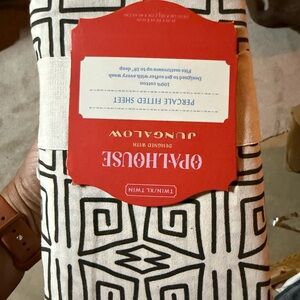 TWIN/XL TWIN
OPALHOUSE
DESIGNED WITH
JUNGALOW
PERCALE FITTED SHEET
100% cotton
Designed to get softer with every wash
Fits mattresses up to 18" deep